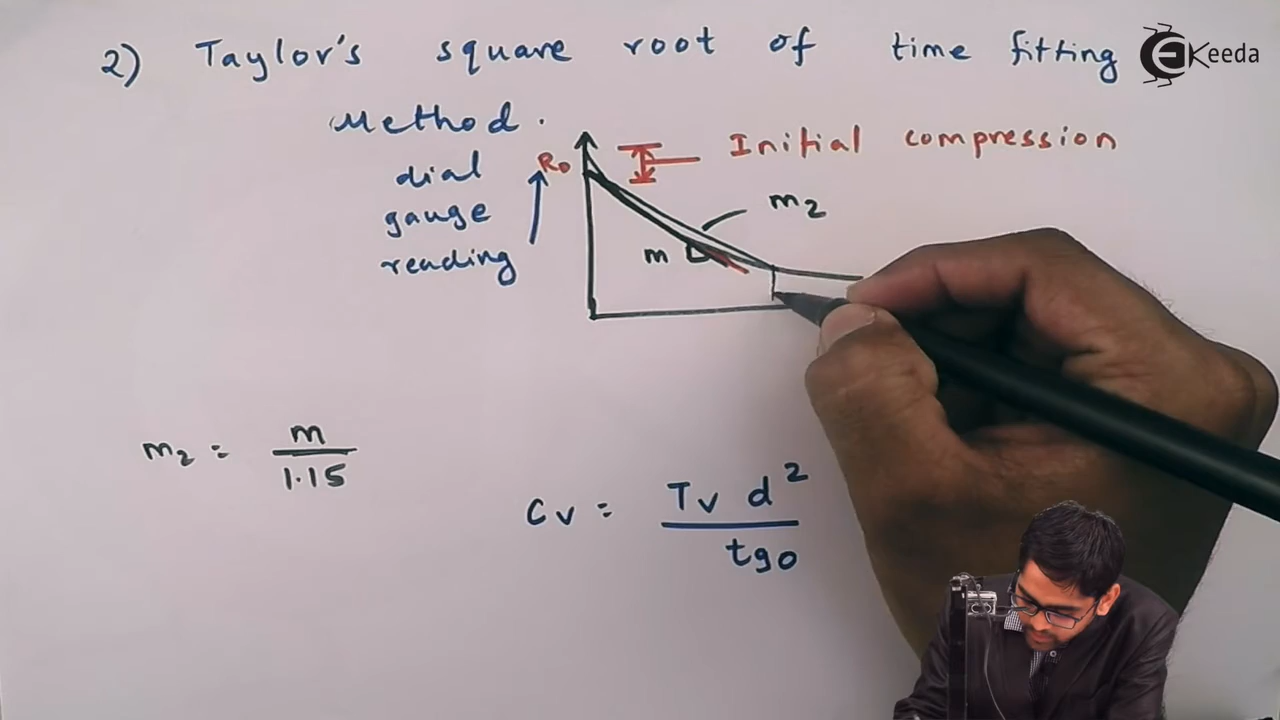 2) Taylor's square root of time fitting
Method.
EKeeda
Initial compression
R₀
dial
gauge
reading
m₂
m
m₂ = m / 1.15
Cv = Tv d² / t₉₀